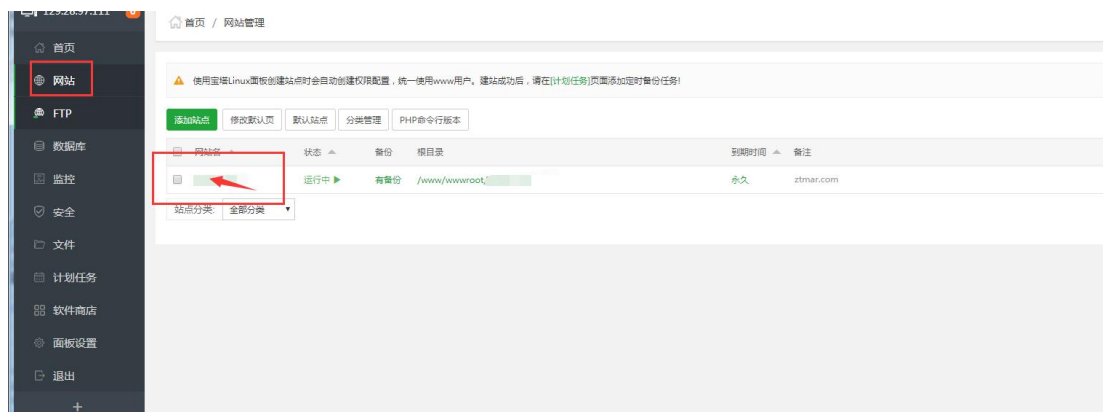 129.28.97.111
首页 / 网站管理
首页
网站
FTP
数据库
监控
安全
文件
计划任务
软件商店
面板设置
退出
+
使用宝塔Linux面板创建站点时会自动创建权限配置，统一使用www用户。建站成功后，请在[计划任务]页面添加定时备份任务!
添加站点 修改默认页 默认站点 分类管理 PHP命令行版本
网站名 状态 备份 根目录 到期时间 备注
运行中 有备份 /www/wwwroot/ 永久 ztmar.com
站点分类: 全部分类